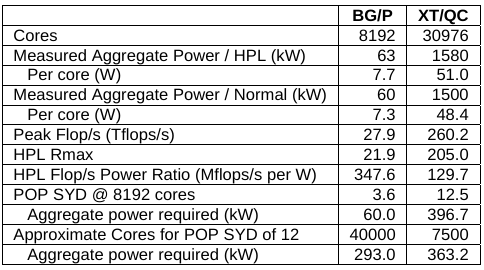 BG/P XT/QC
Cores 8192 30976
Measured Aggregate Power / HPL (kW) 63 1580
Per core (W) 7.7 51.0
Measured Aggregate Power / Normal (kW) 60 1500
Per core (W) 7.3 48.4
Peak Flop/s (Tflops/s) 27.9 260.2
HPL Rmax 21.9 205.0
HPL Flop/s Power Ratio (Mflops/s per W) 347.6 129.7
POP SYD @ 8192 cores 3.6 12.5
Aggregate power required (kW) 60.0 396.7
Approximate Cores for POP SYD of 12 40000 7500
Aggregate power required (kW) 293.0 363.2